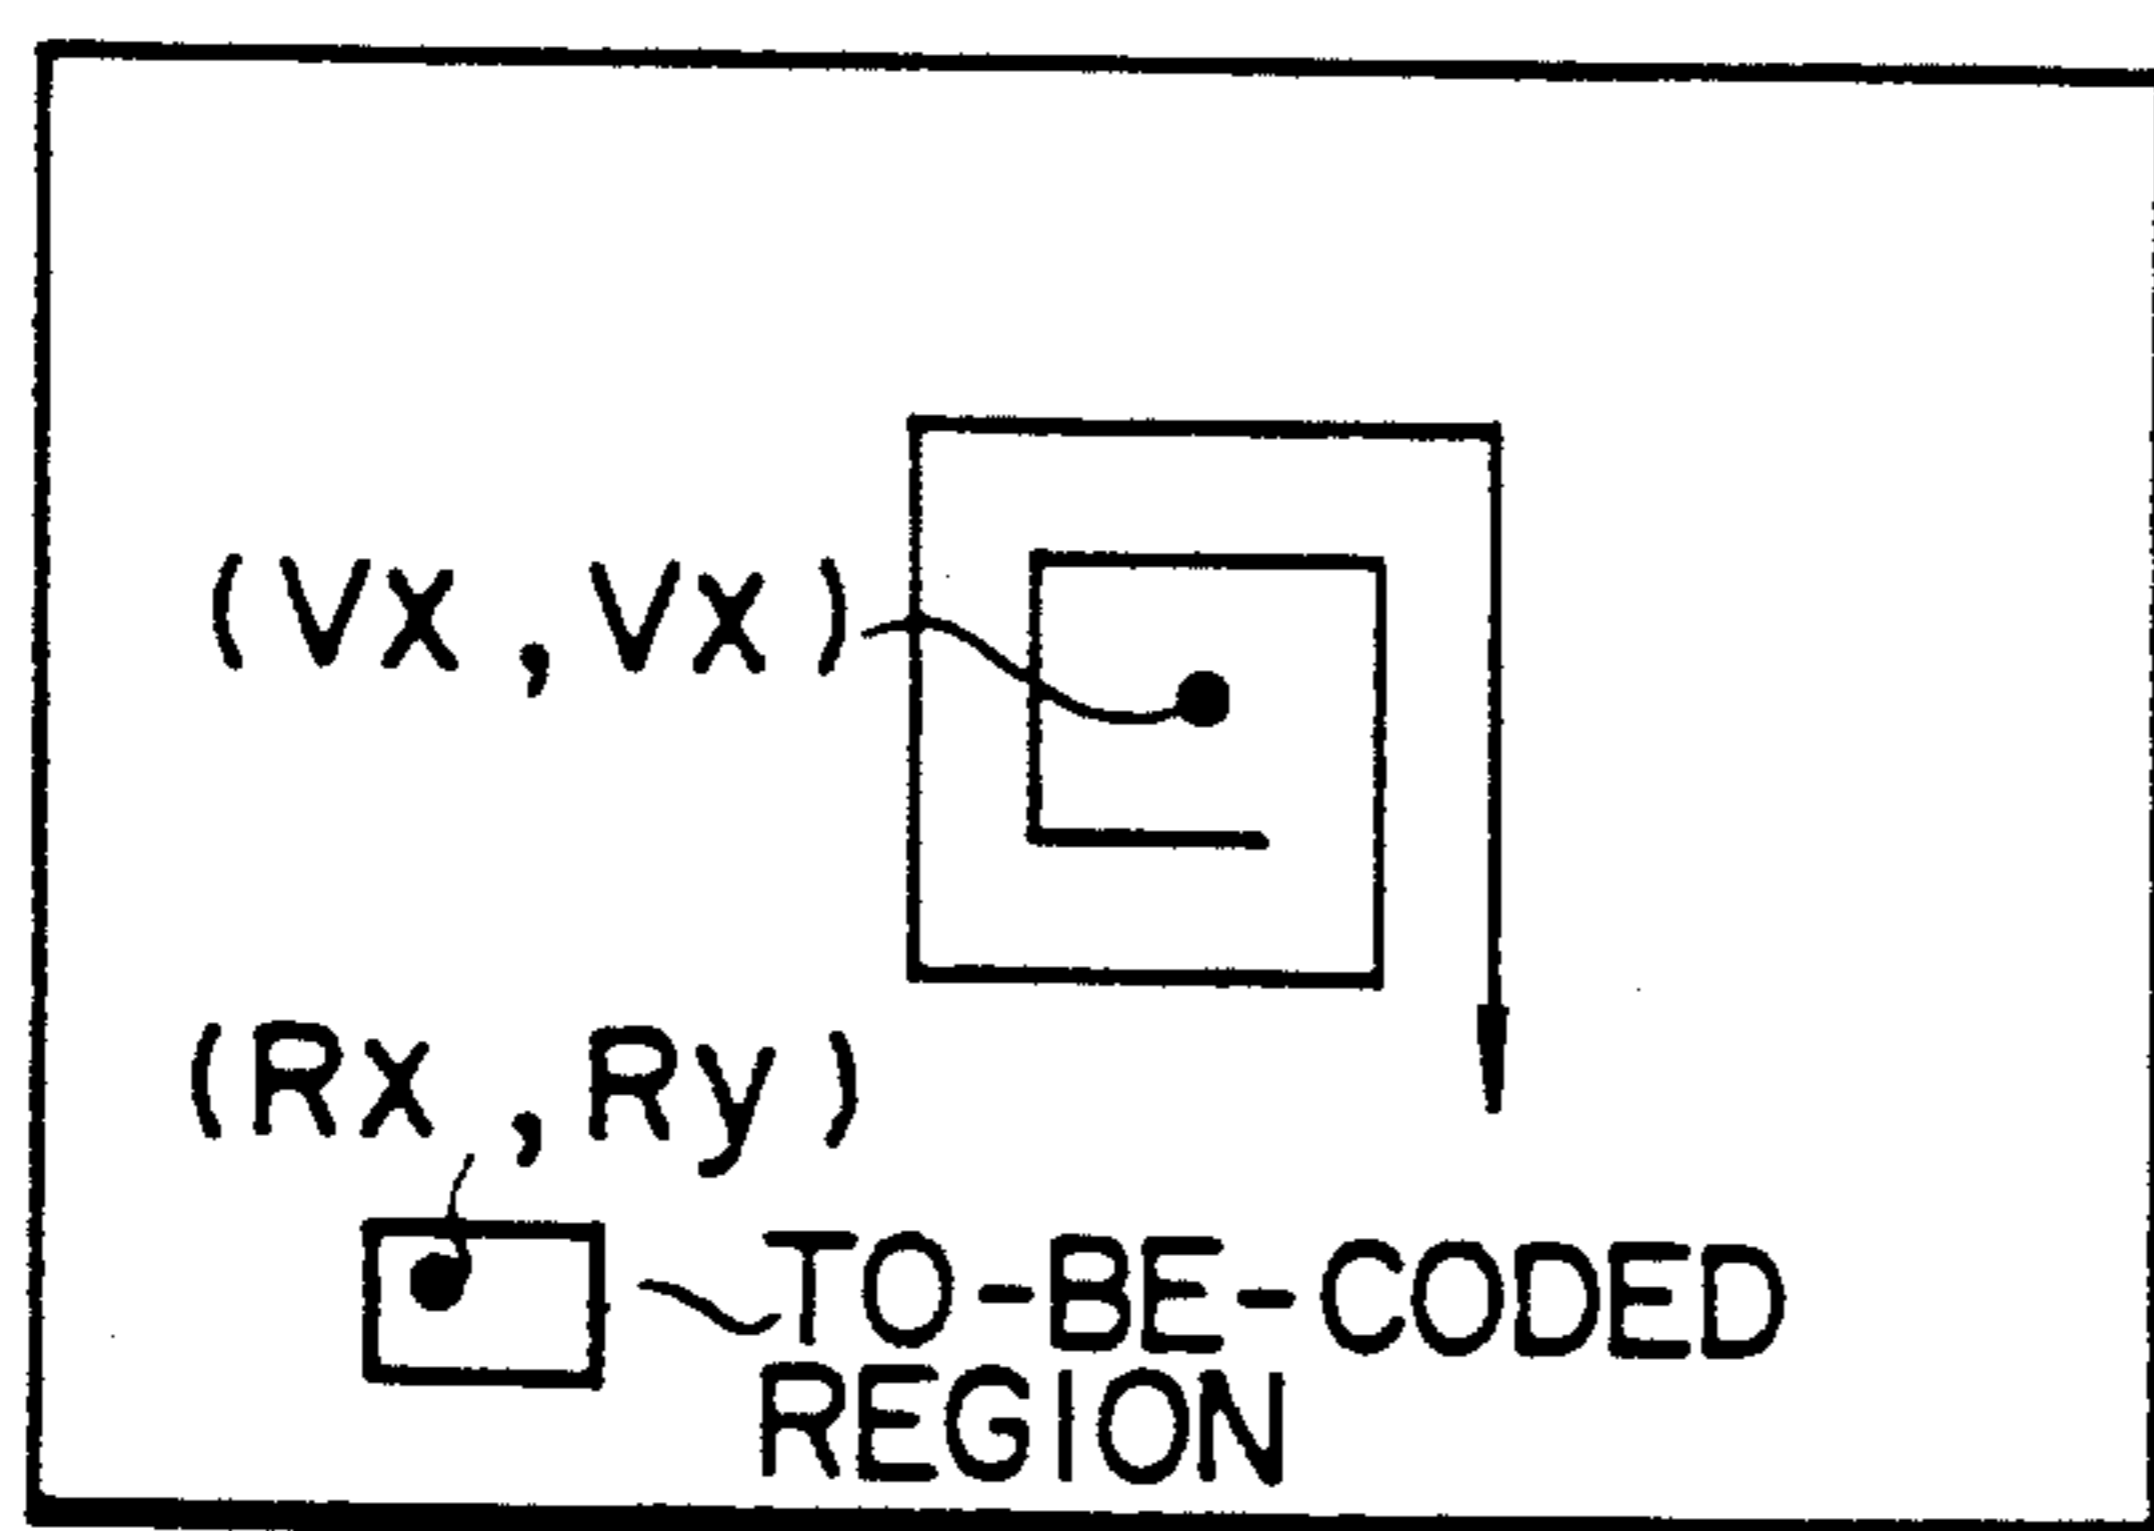 (Vx, Vx)
(Rx, Ry)
TO-BE-CODED
REGION